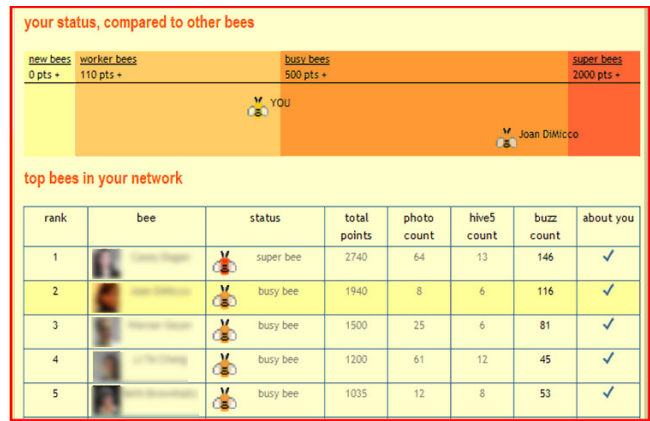 your status, compared to other bees
new bees worker bees busy bees super bees
0 pts + 110 pts + 500 pts + 2000 pts +
YOU
Joan DiMicco
top bees in your network
rank bee status total points photo count hive5 count buzz count about you
1 super bee 2740 64 13 146
2 busy bee 1940 8 6 116
3 busy bee 1500 25 6 81
4 busy bee 1200 61 12 45
5 busy bee 1035 12 8 53